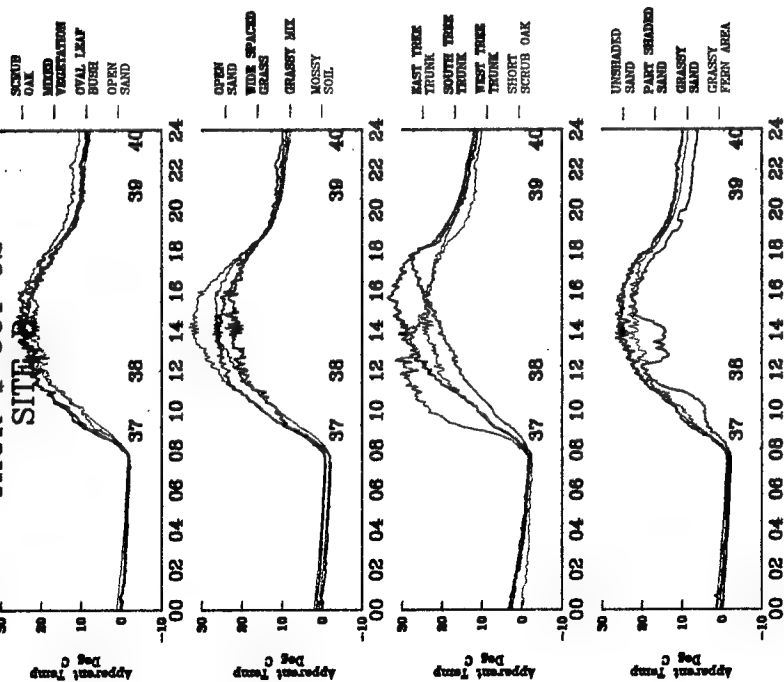 SITE B
SCRUB
OAK
MIXED
VEGETATION
OVAL LEAF
BUSH
OPEN
SAND
30
20
10
0
-10
Apparent Temp
Deg C
37
38
39
40
00 02 04 06 08 10 12 14 16 18 20 22 24
OPEN
SAND
WIDE SPACED
GRASS
GRASSY MIX
MOSSY
SOIL
30
20
10
0
-10
Apparent Temp
Deg C
37
38
39
40
00 02 04 06 08 10 12 14 16 18 20 22 24
EAST TREE
TRUNK
SOUTH TREE
TRUNK
WEST TREE
TRUNK
SHORT
SCRUB OAK
30
20
10
0
-10
Apparent Temp
Deg C
37
38
39
40
00 02 04 06 08 10 12 14 16 18 20 22 24
UNSHADED
SAND
PART SHADED
SAND
GRASSY
SAND
GRASSY
FERN AREA
30
20
10
0
-10
Apparent Temp
Deg C
37
38
39
40
00 02 04 06 08 10 12 14 16 18 20 22 24